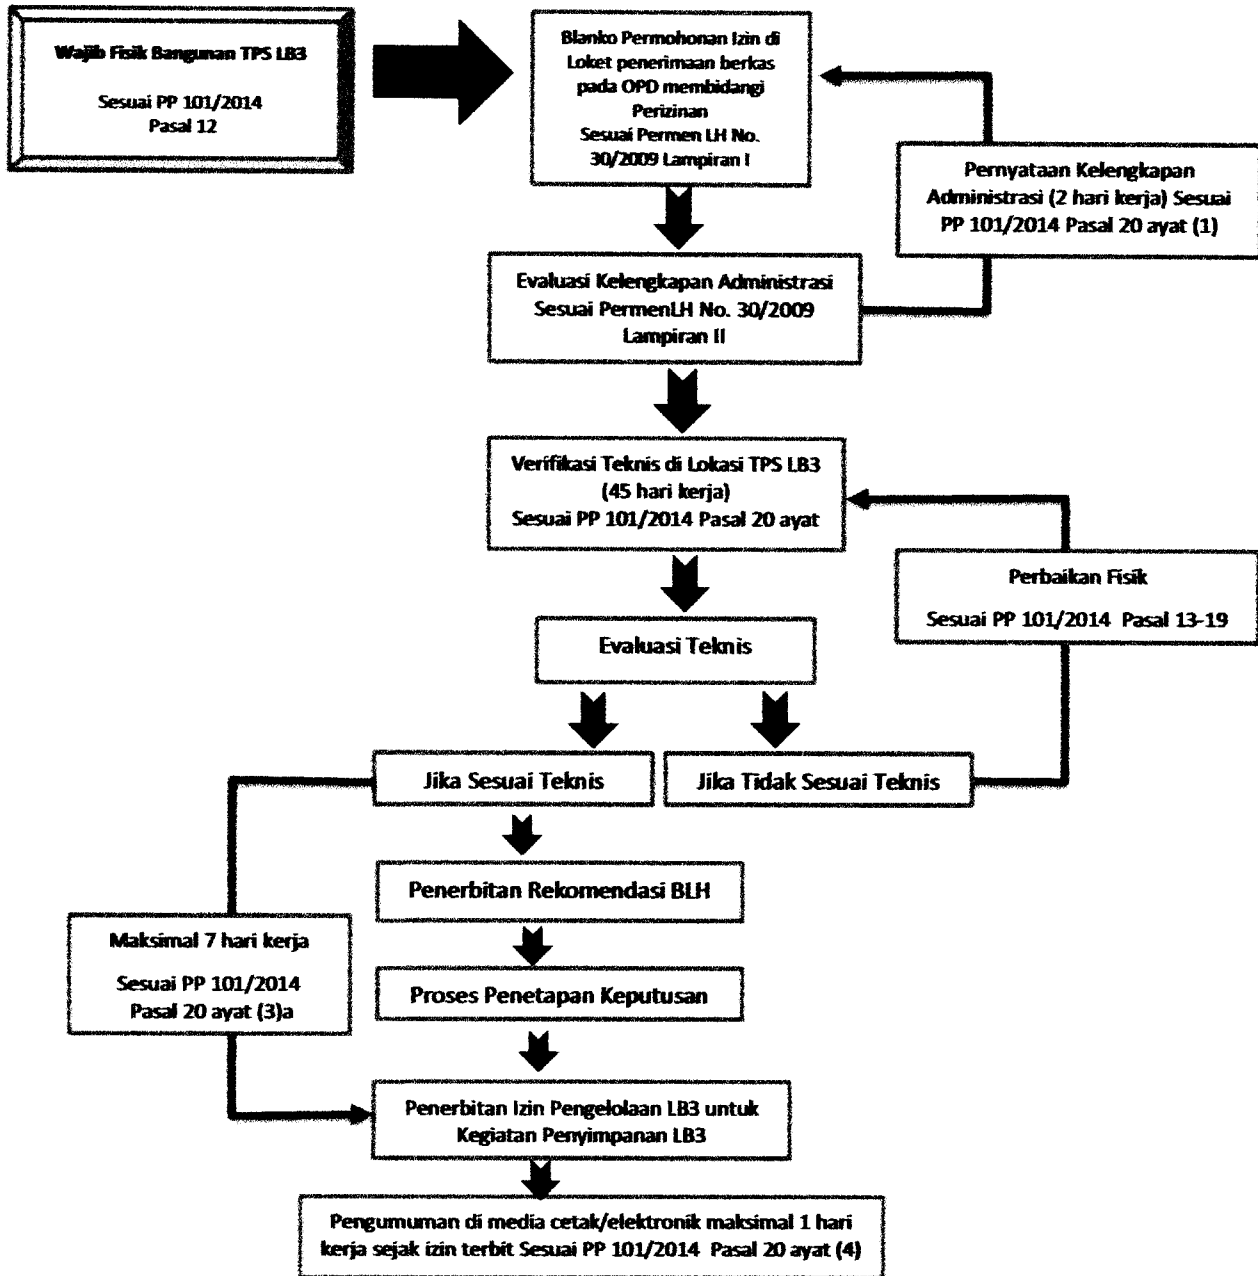 Wajib Fisik Bangunan TPS LB3
Sesuai PP 101/2014
Pasal 12
Blanko Permohonan Izin di
Loket penerimaan berkas
pada OPD membidangi
Perizinan
Sesuai Permen LH No.
30/2009 Lampiran I
Pernyataan Kelengkapan
Administrasi (2 hari kerja) Sesuai
PP 101/2014 Pasal 20 ayat (1)
Evaluasi Kelengkapan Administrasi
Sesuai PermenLH No. 30/2009
Lampiran II
Verifikasi Teknis di Lokasi TPS LB3
(45 hari kerja)
Sesuai PP 101/2014 Pasal 20 ayat
Perbaikan Fisik
Sesuai PP 101/2014 Pasal 13-19
Evaluasi Teknis
Jika Sesuai Teknis
Jika Tidak Sesuai Teknis
Penerbitan Rekomendasi BLH
Maksimal 7 hari kerja
Sesuai PP 101/2014
Pasal 20 ayat (3)a
Proses Penetapan Keputusan
Penerbitan Izin Pengelolaan LB3 untuk
Kegiatan Penyimpanan LB3
Pengumuman di media cetak/elektronik maksimal 1 hari
kerja sejak izin terbit Sesuai PP 101/2014 Pasal 20 ayat (4)